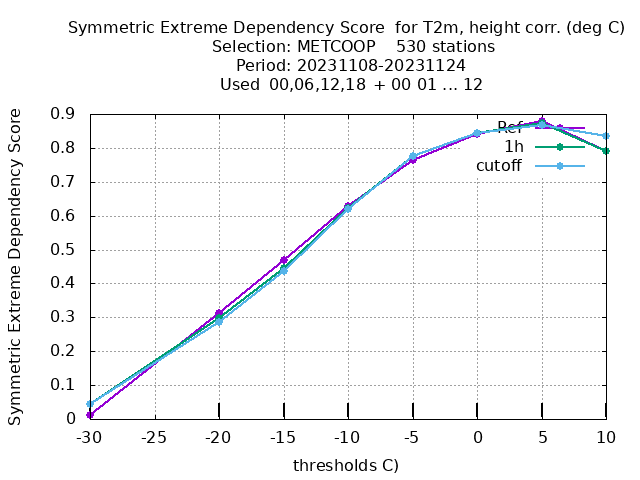 Symmetric Extreme Dependency Score for T2m, height corr. (deg C)
Selection: METCOOP 530 stations
Period: 20231108-20231124
Used 00,06,12,18 + 00 01 ... 12
Symmetric Extreme Dependency Score
0.9
0.8
0.7
0.6
0.5
0.4
0.3
0.2
0.1
0
Ref
1h
cutoff
-30
-25
-20
-15
-10
-5
0
5
10
thresholds C)